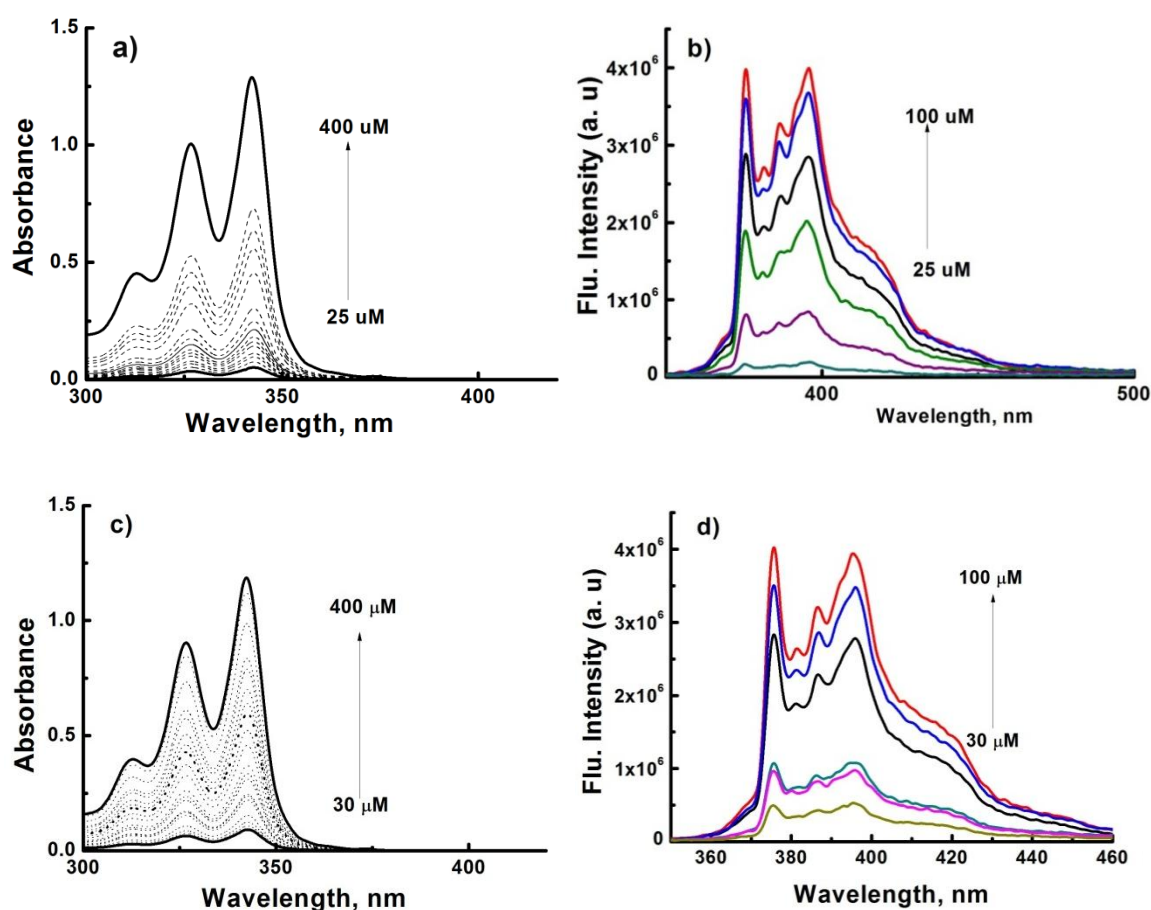 a)
1.5
1.0
0.5
0.0
Absorbance
400 uM
25 uM
300
350
400
Wavelength, nm
b)
4x10⁶
3x10⁶
2x10⁶
1x10⁶
0
Flu. Intensity (a. u)
100 uM
25 uM
400
500
Wavelength, nm
c)
1.5
1.0
0.5
0.0
Absorbance
400 μM
30 μM
300
350
400
Wavelength, nm
d)
4x10⁶
3x10⁶
2x10⁶
1x10⁶
0
Flu. Intensity (a. u)
100 μM
30 μM
360
380
400
420
440
460
Wavelength, nm